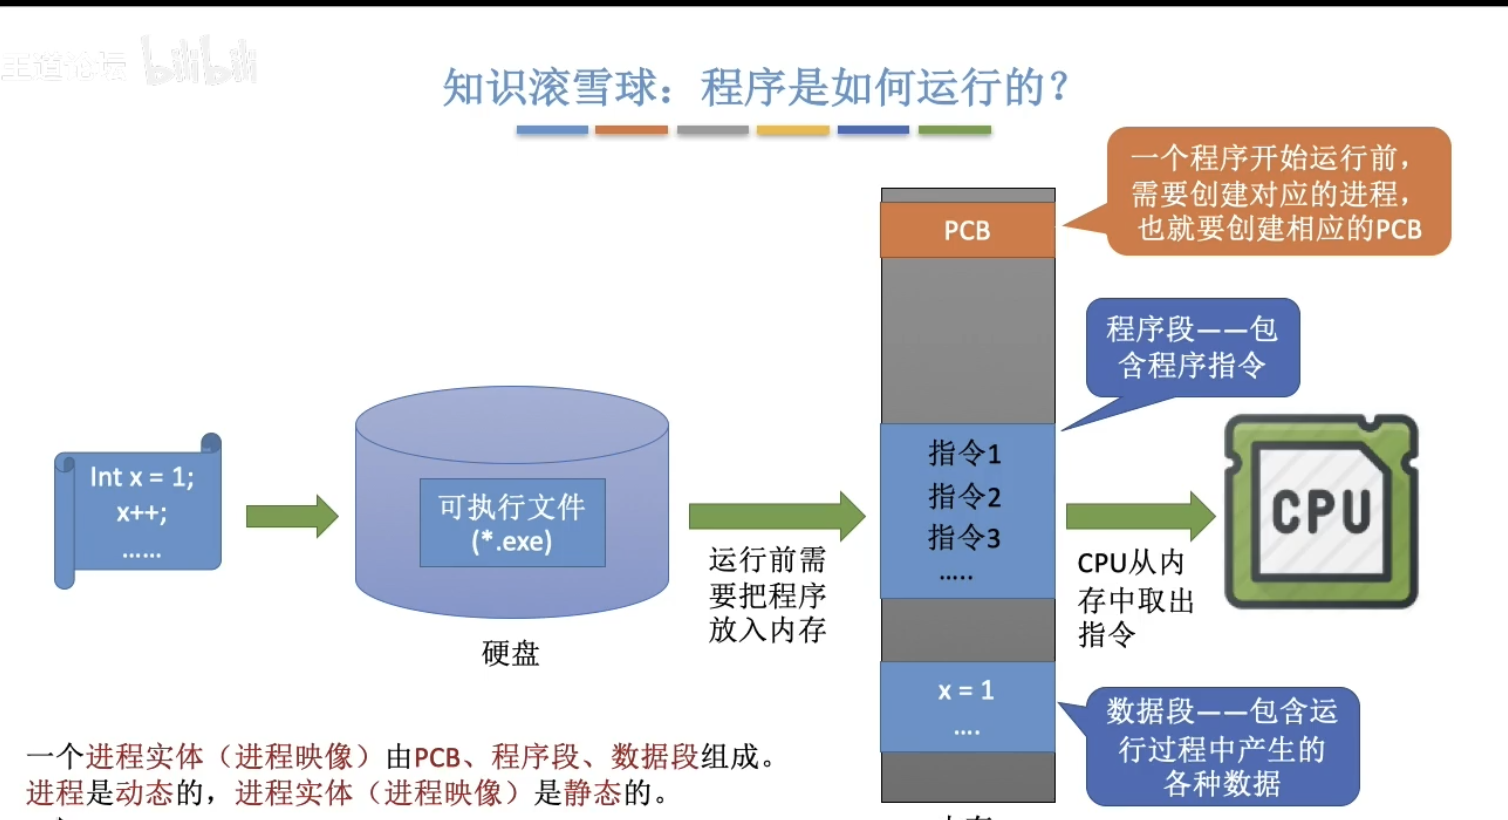 王道论坛 bilibili
知识滚雪球：程序是如何运行的？
一个程序开始运行前，
需要创建对应的进程，
也就要创建相应的PCB
PCB
程序段——包
含程序指令
Int x = 1;
x++;
......
可执行文件
(*.exe)
硬盘
运行前需
要把程序
放入内存
指令1
指令2
指令3
.....
CPU从内
存中取出
指令
CPU
x = 1
....
数据段——包含运
行过程中产生的
各种数据
一个进程实体（进程映像）由PCB、程序段、数据段组成。
进程是动态的，进程实体（进程映像）是静态的。